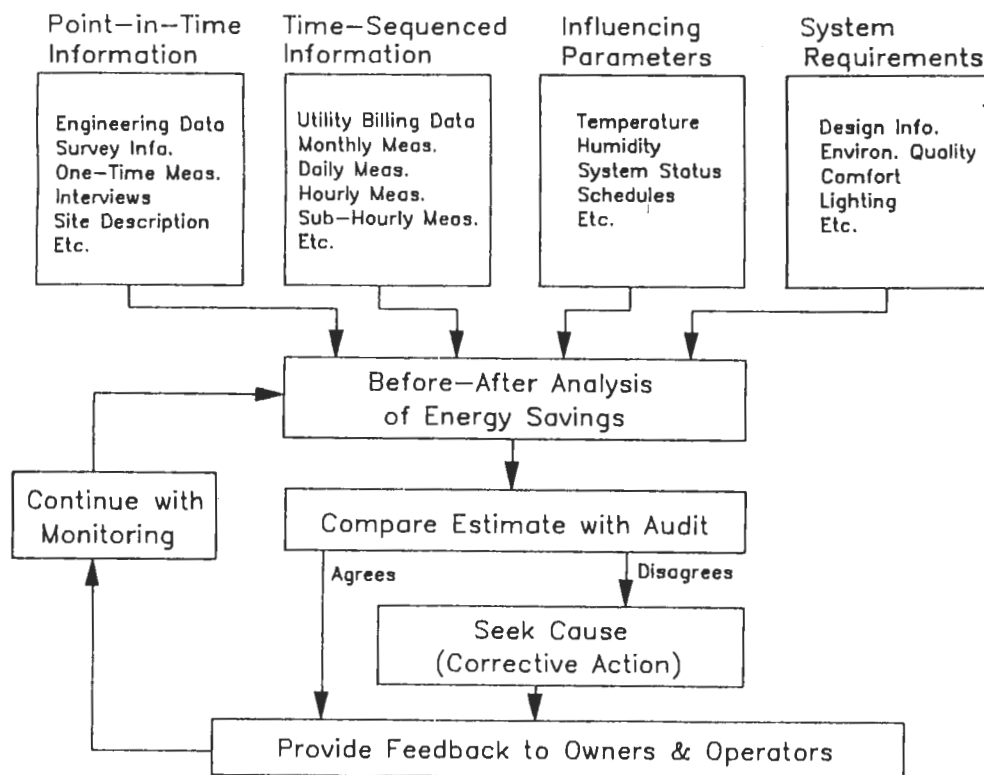 Point-in-Time
Information
Engineering Data
Survey Info.
One-Time Meas.
Interviews
Site Description
Etc.
Time-Sequenced
Information
Utility Billing Data
Monthly Meas.
Daily Meas.
Hourly Meas.
Sub-Hourly Meas.
Etc.
Influencing
Parameters
Temperature
Humidity
System Status
Schedules
Etc.
System
Requirements
Design Info.
Environ. Quality
Comfort
Lighting
Etc.
Before-After Analysis
of Energy Savings
Continue with
Monitoring
Compare Estimate with Audit
Agrees
Disagrees
Seek Cause
(Corrective Action)
Provide Feedback to Owners & Operators